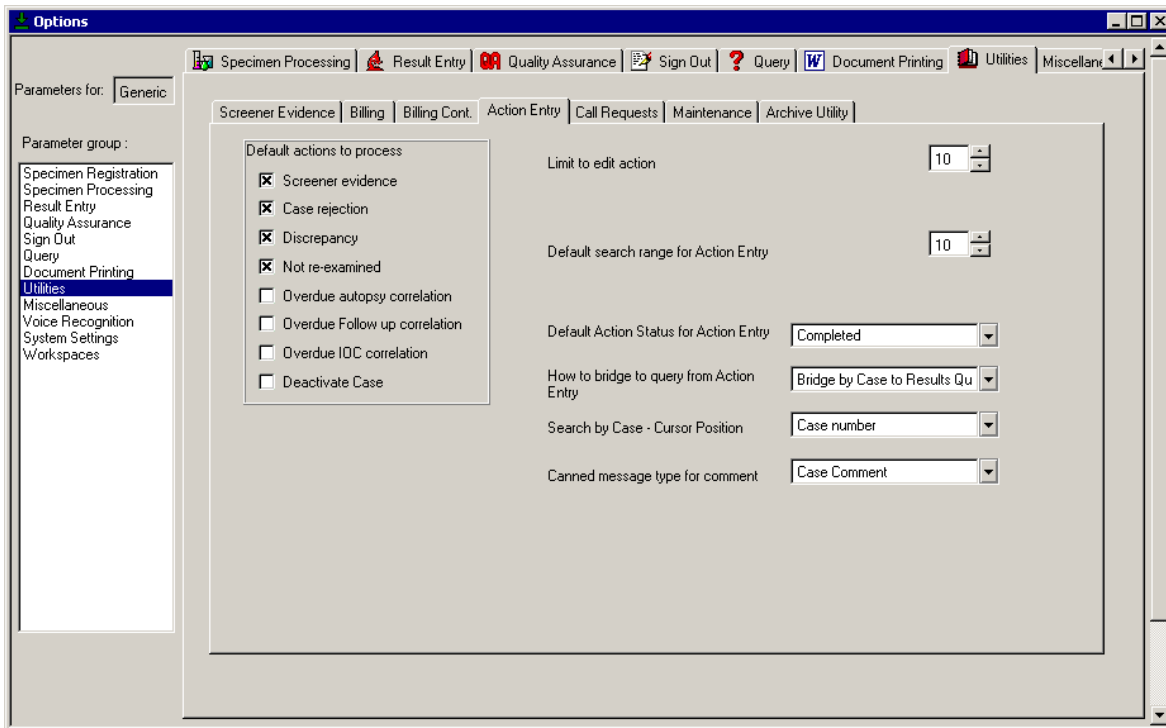 Options
Specimen Processing
Result Entry
Quality Assurance
Sign Out
Query
Document Printing
Utilities
Miscellane
Parameters for:
Generic
Parameter group :
Specimen Registration
Specimen Processing
Result Entry
Quality Assurance
Sign Out
Query
Document Printing
Utilities
Miscellaneous
Voice Recognition
System Settings
Workspaces
Screener Evidence
Billing
Billing Cont.
Action Entry
Call Requests
Maintenance
Archive Utility
Default actions to process
Screener evidence
Case rejection
Discrepancy
Not re-examined
Overdue autopsy correlation
Overdue Follow up correlation
Overdue IOC correlation
Deactivate Case
Limit to edit action
10
Default search range for Action Entry
10
Default Action Status for Action Entry
Completed
How to bridge to query from Action
Entry
Bridge by Case to Results Qu
Search by Case - Cursor Position
Case number
Canned message type for comment
Case Comment